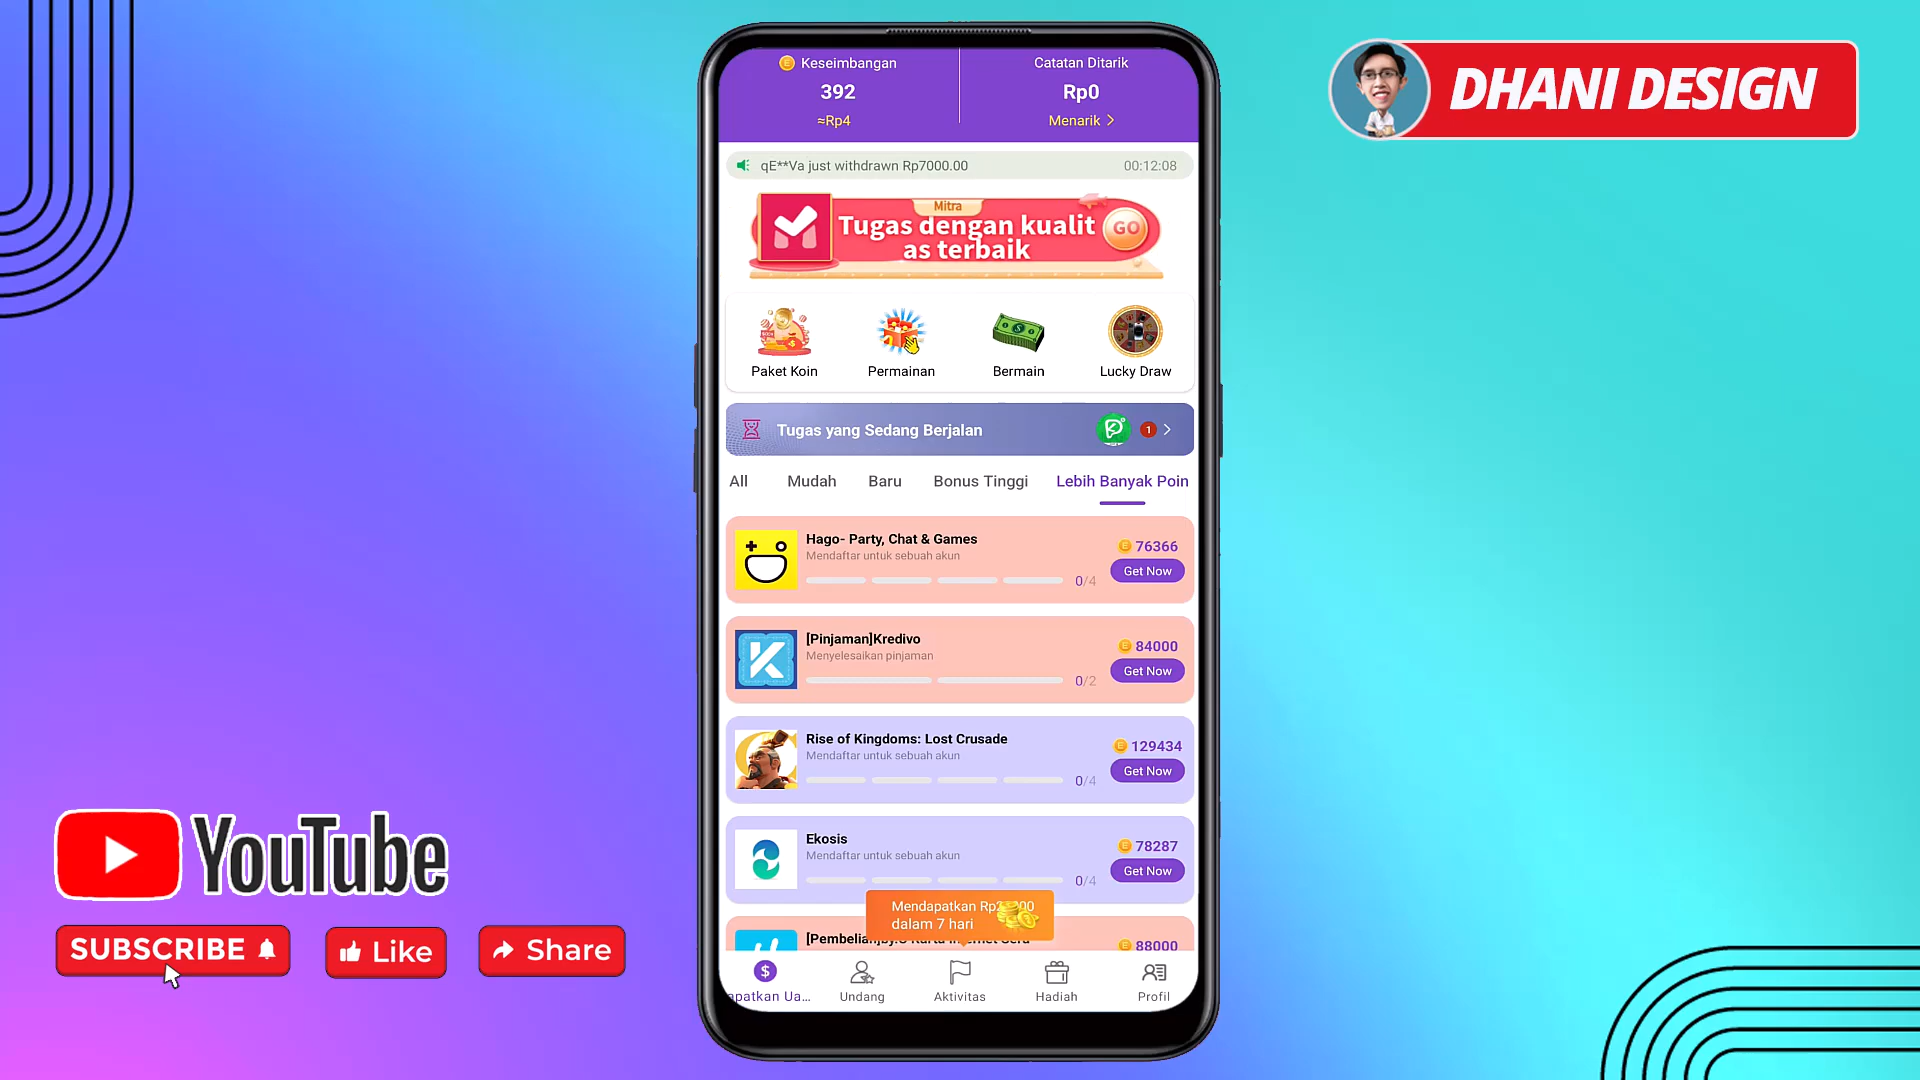 Keseimbangan
Catatan Ditarik
392
Rp0
≈Rp4
Menarik >
DHANI DESIGN
qE**Va just withdrawn Rp7000.00
00:12:08
Mitra
Tugas dengan kualit
as terbaik
GO
Paket Koin
Permainan
Bermain
Lucky Draw
Tugas yang Sedang Berjalan
1
All
Mudah
Baru
Bonus Tinggi
Lebih Banyak Poin
Hago- Party, Chat & Games
Mendaftar untuk sebuah akun
0/4
76366
Get Now
[Pinjaman]Kredivo
Menyelesaikan pinjaman
0/2
84000
Get Now
Rise of Kingdoms: Lost Crusade
Mendaftar untuk sebuah akun
0/4
129434
Get Now
Ekosis
Mendaftar untuk sebuah akun
0/4
78287
Get Now
Mendapatkan
dalam 7 hari
88000
Undang
Aktivitas
Hadiah
Profil
YouTube
SUBSCRIBE
Like
Share